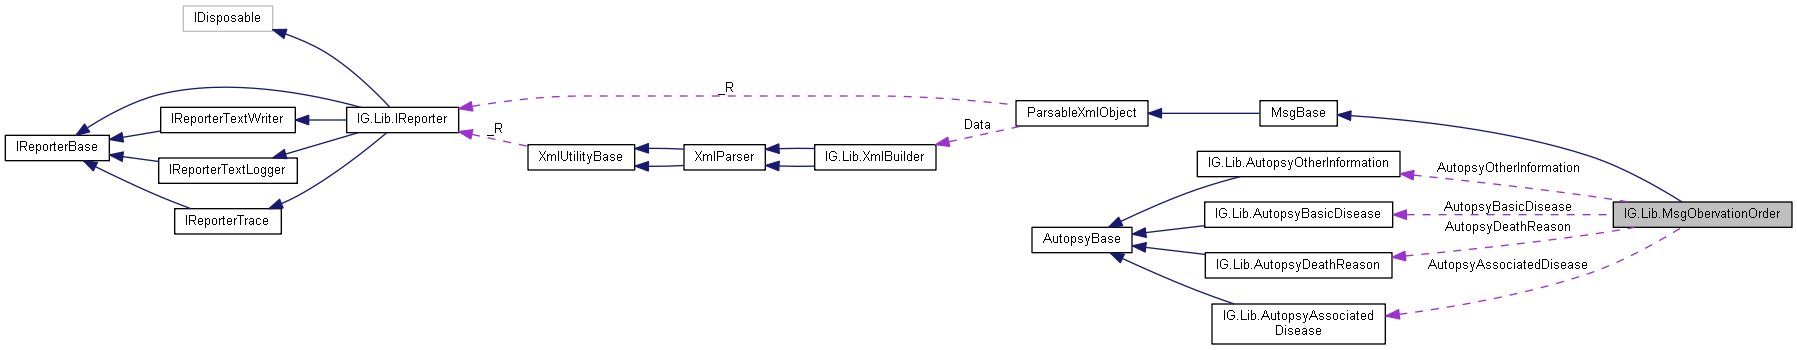 IDisposable
_R
IReporterTextWriter
IG.Lib.IReporter
ParsableXmlObject
MsgBase
IReporterBase
_R
Data
XmlUtilityBase
XmlParser
IG.Lib.XmlBuilder
IReporterTextLogger
IG.Lib.AutopsyOtherInformation
AutopsyOtherInformation
IReporterTrace
IG.Lib.AutopsyBasicDisease
AutopsyBasicDisease
IG.Lib.MsgObervationOrder
AutopsyBase
AutopsyDeathReason
IG.Lib.AutopsyDeathReason
AutopsyAssociatedDisease
IG.Lib.AutopsyAssociated
Disease